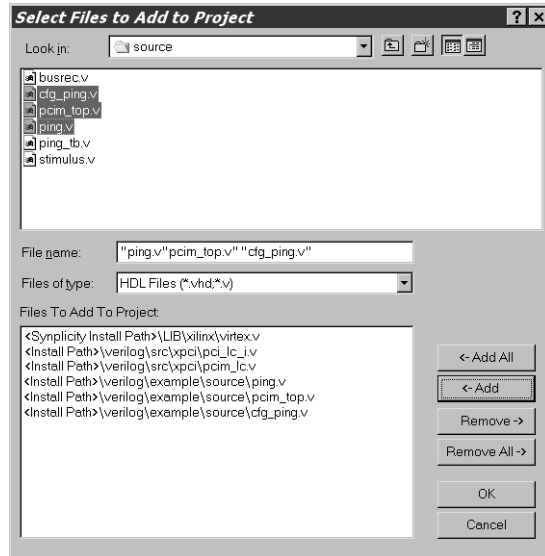 Select Files to Add to Project
Look in: source
busrec.v
cfg_ping.v
pcim_top.v
ping.v
ping_tb.v
stimulus.v
File name: "ping.v"pcim_top.v" "cfg_ping.v"
Files of type: HDL Files (*.vhd;*.v)
Files To Add To Project:
<Synplicity Install Path>\LIB\xilinx\virtex.v
<Install Path>\verilog\src\xpci\pci_lc_i.v
<Install Path>\verilog\src\xpci\pcim_lc.v
<Install Path>\verilog\example\source\ping.v
<Install Path>\verilog\example\source\pcim_top.v
<Install Path>\verilog\example\source\cfg_ping.v
<- Add All
<- Add
Remove ->
Remove All ->
OK
Cancel